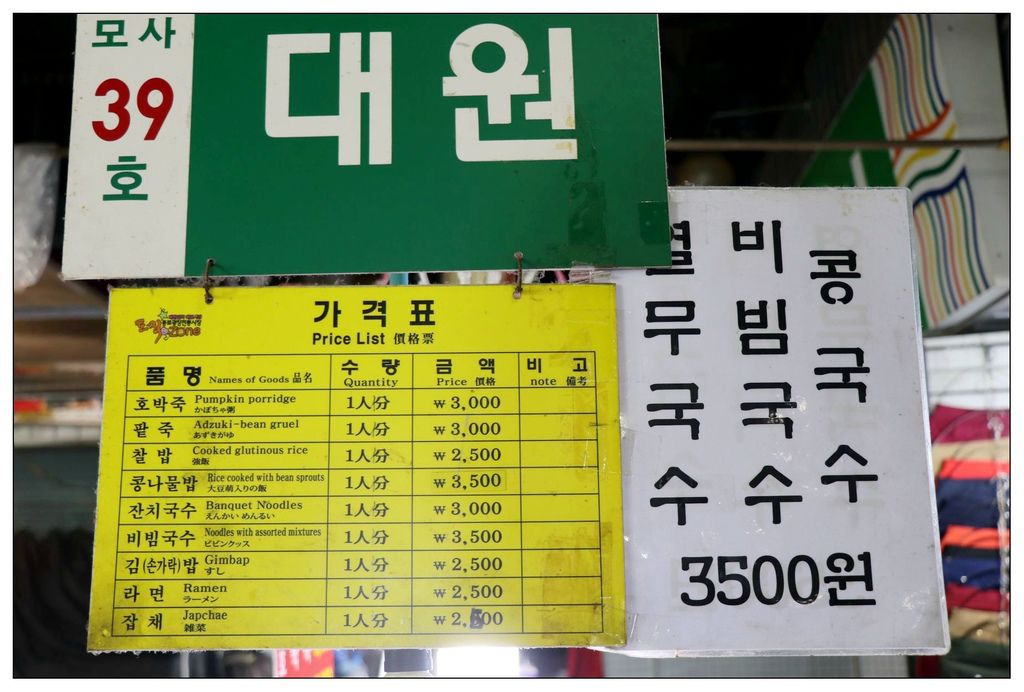 모사
39
호
대원
가격표
Price List 價格票
품명 Names of Goods 品名 수량 Quantity 금액 Price 價格 비고 note 備考
호박죽 Pumpkin porridge かぼちゃ粥 1人分 ₩3,000
팥죽 Adzuki-bean gruel あずきがゆ 1人分 ₩3,000
찰밥 Cooked glutinous rice 強飯 1人分 ₩2,500
콩나물밥 Rice cooked with bean sprouts 大豆萌入りの飯 1人分 ₩3,500
잔치국수 Banquet Noodles えんかい めんるい 1人分 ₩3,000
비빔국수 Noodles with assorted mixtures ビビンクッス 1人分 ₩3,500
김(손가락)밥 Gimbap すし 1人分 ₩2,500
라면 Ramen ラーメン 1人分 ₩2,500
잡채 Japchae 雑菜 1人分
콩국수
비빔국수
열무국수
3500원